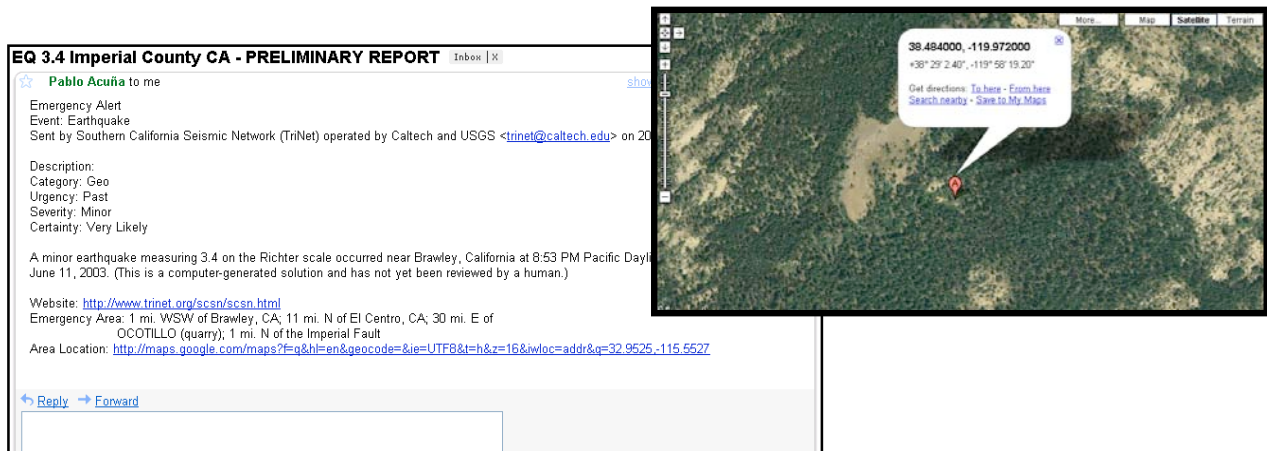 EQ 3.4 Imperial County CA - PRELIMINARY REPORT Inbox | X
Pablo Acuña to me
Emergency Alert
Event: Earthquake
Sent by Southern California Seismic Network (TriNet) operated by Caltech and USGS <trinet@caltech.edu> on 20
Description:
Category: Geo
Urgency: Past
Severity: Minor
Certainty: Very Likely
A minor earthquake measuring 3.4 on the Richter scale occurred near Brawley, California at 8:53 PM Pacific Dayli
June 11, 2003. (This is a computer-generated solution and has not yet been reviewed by a human.)
Website: http://www.trinet.org/scsn/scsn.html
Emergency Area: 1 mi. WSW of Brawley, CA; 11 mi. N of El Centro, CA; 30 mi. E of
OCOTILLO (quarry); 1 mi. N of the Imperial Fault
Area Location: http://maps.google.com/maps?f=q&hl=en&geocode=&ie=UTF8&t=h&z=16&iwloc=addr&q=32.9525,-115.5527
Reply Forward
More... Map Satellite Terrain
38.484000, -119.972000
+38° 29' 2.40", -119° 58' 19.20"
Get directions: To here - From here
Search nearby - Save to My Maps
A